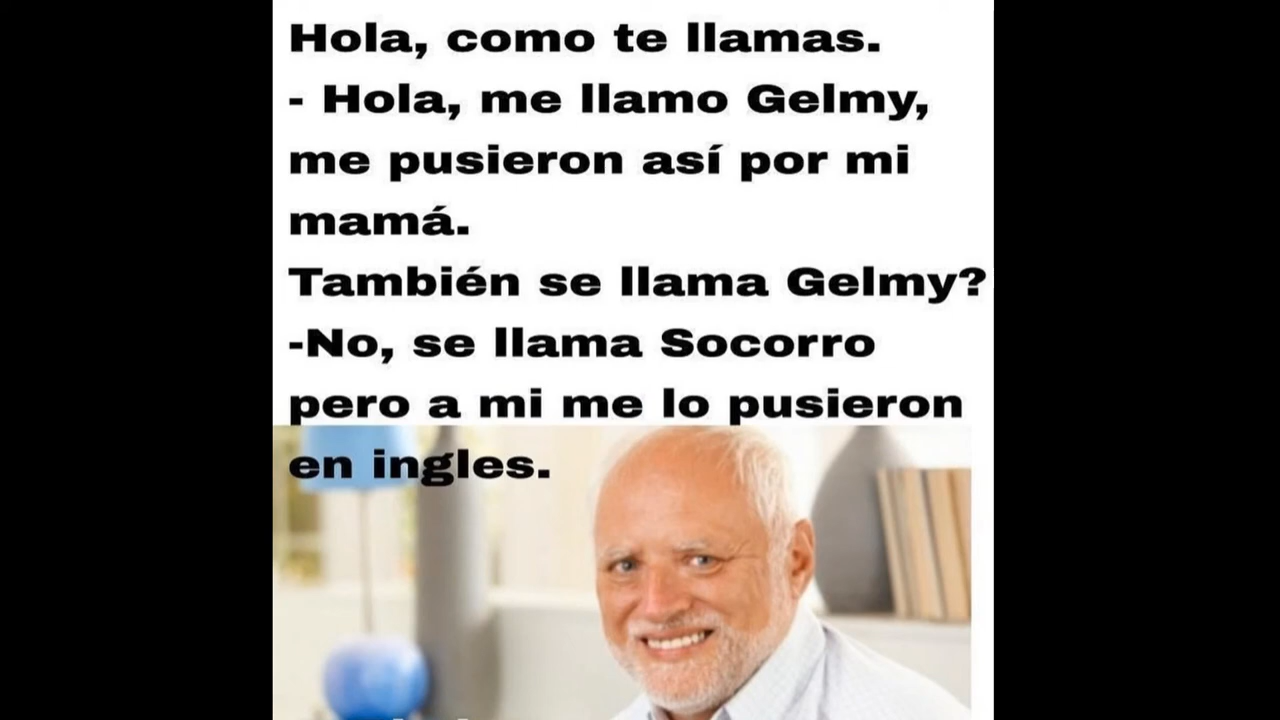 Hola, como te llamas.
- Hola, me llamo Gelmy,
me pusieron así por mi
mamá.
También se llama Gelmy?
-No, se llama Socorro
pero a mi me lo pusieron
en ingles.